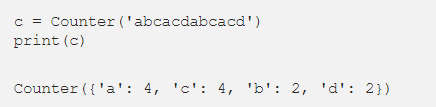 c = Counter('abcacdabcacd')
print(c)
Counter({'a': 4, 'c': 4, 'b': 2, 'd': 2})